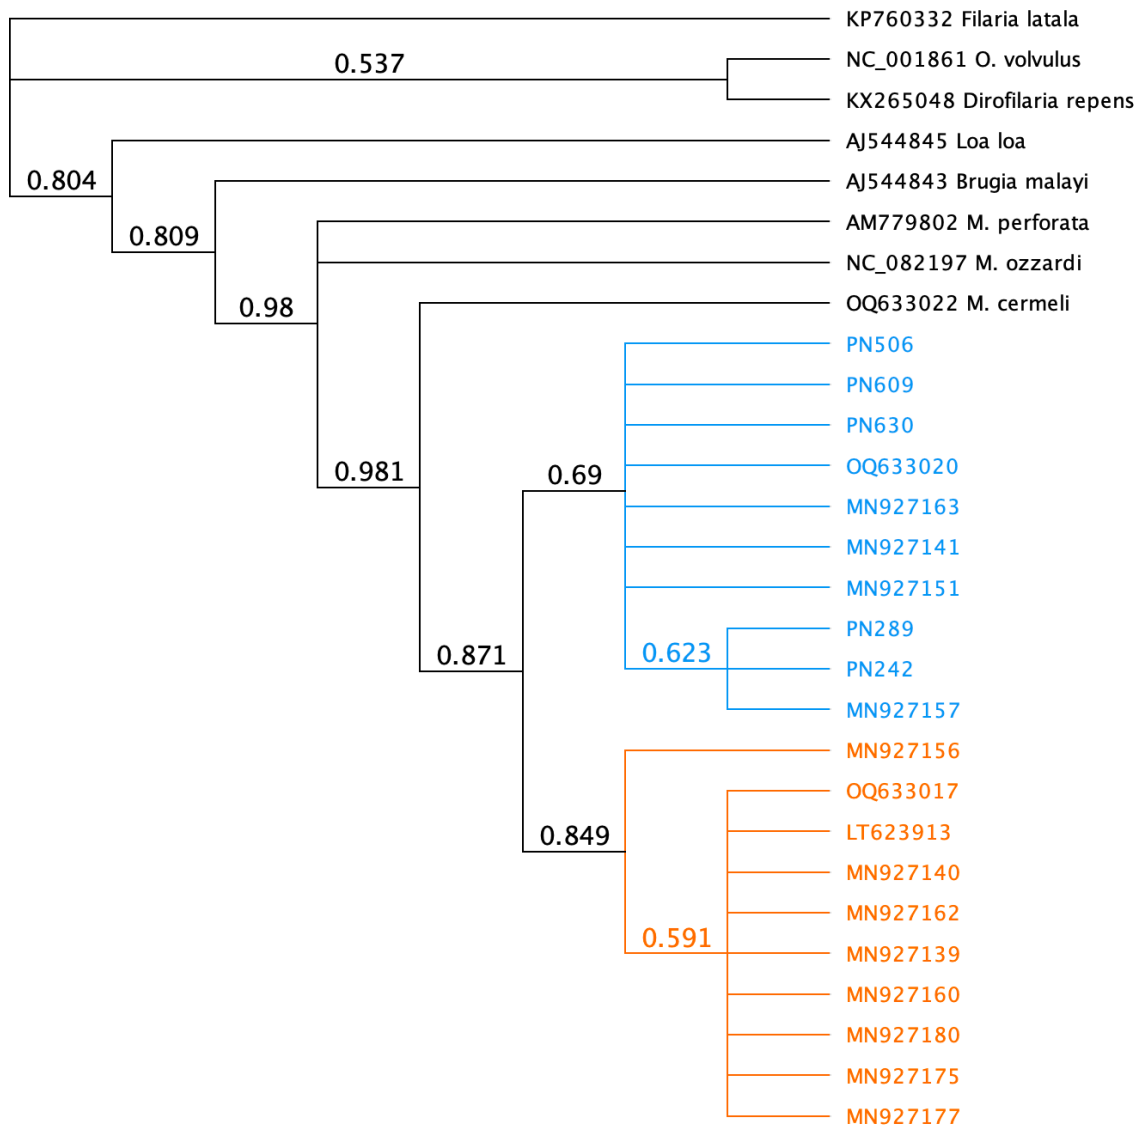 KP760332 Filaria latala
0.537
NC_001861 O. volvulus
KX265048 Dirofilaria repens
AJ544845 Loa loa
0.804
AJ544843 Brugia malayi
0.809
AM779802 M. perforata
NC_082197 M. ozzardi
0.98
OQ633022 M. cermeli
PN506
PN609
PN630
0.981
0.69
OQ633020
MN927163
MN927141
MN927151
PN289
0.871
0.623
PN242
MN927157
MN927156
OQ633017
0.849
LT623913
MN927140
MN927162
0.591
MN927139
MN927160
MN927180
MN927175
MN927177